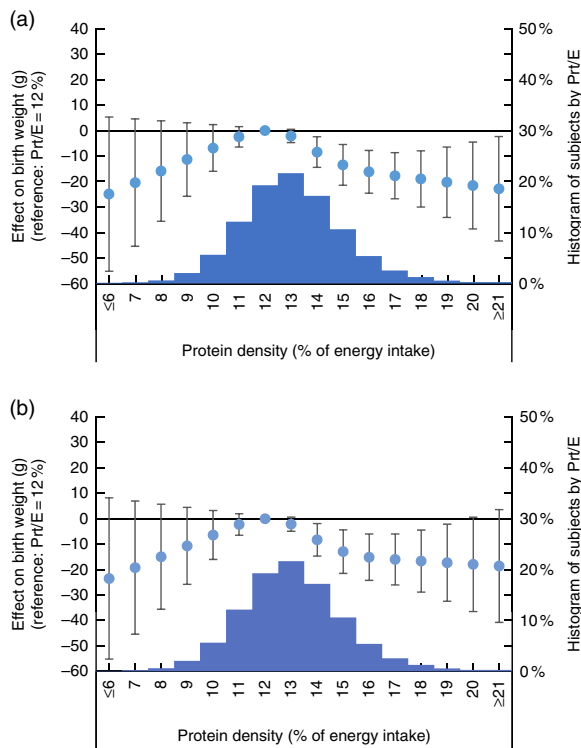 (a)
Effect on birth weight (g)
(reference: Prt/E = 12 %)
40
30
20
10
0
–10
–20
–30
–40
–50
–60
50 %
40 %
30 %
20 %
10 %
0 %
Histogram of subjects by Prt/E
≤6 7 8 9 10 11 12 13 14 15 16 17 18 19 20 ≥21
Protein density (% of energy intake)
(b)
Effect on birth weight (g)
(reference: Prt/E = 12 %)
40
30
20
10
0
–10
–20
–30
–40
–50
–60
50 %
40 %
30 %
20 %
10 %
0 %
Histogram of subjects by Prt/E
≤6 7 8 9 10 11 12 13 14 15 16 17 18 19 20 ≥21
Protein density (% of energy intake)